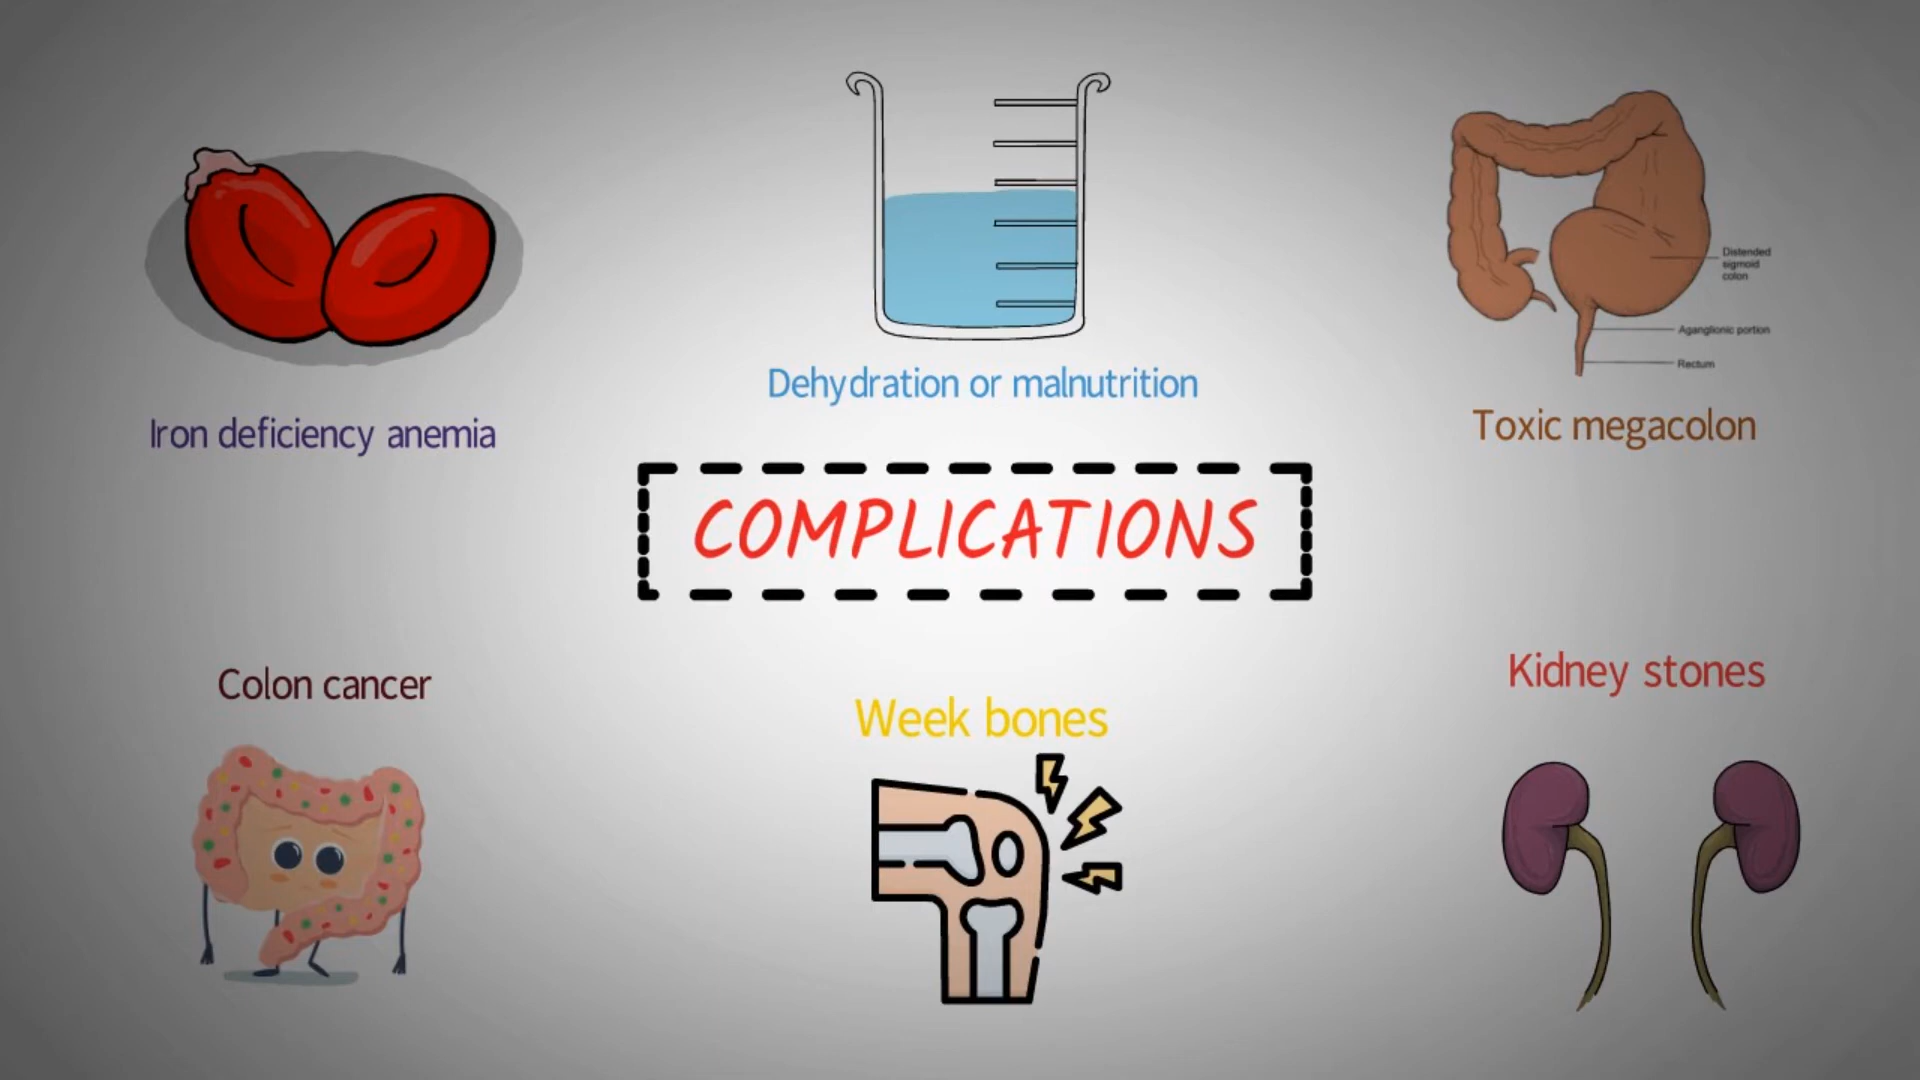 Iron deficiency anemia
Dehydration or malnutrition
Distended
sigmoid
colon
Aganglionic portion
Rectum
Toxic megacolon
COMPLICATIONS
Colon cancer
Week bones
Kidney stones